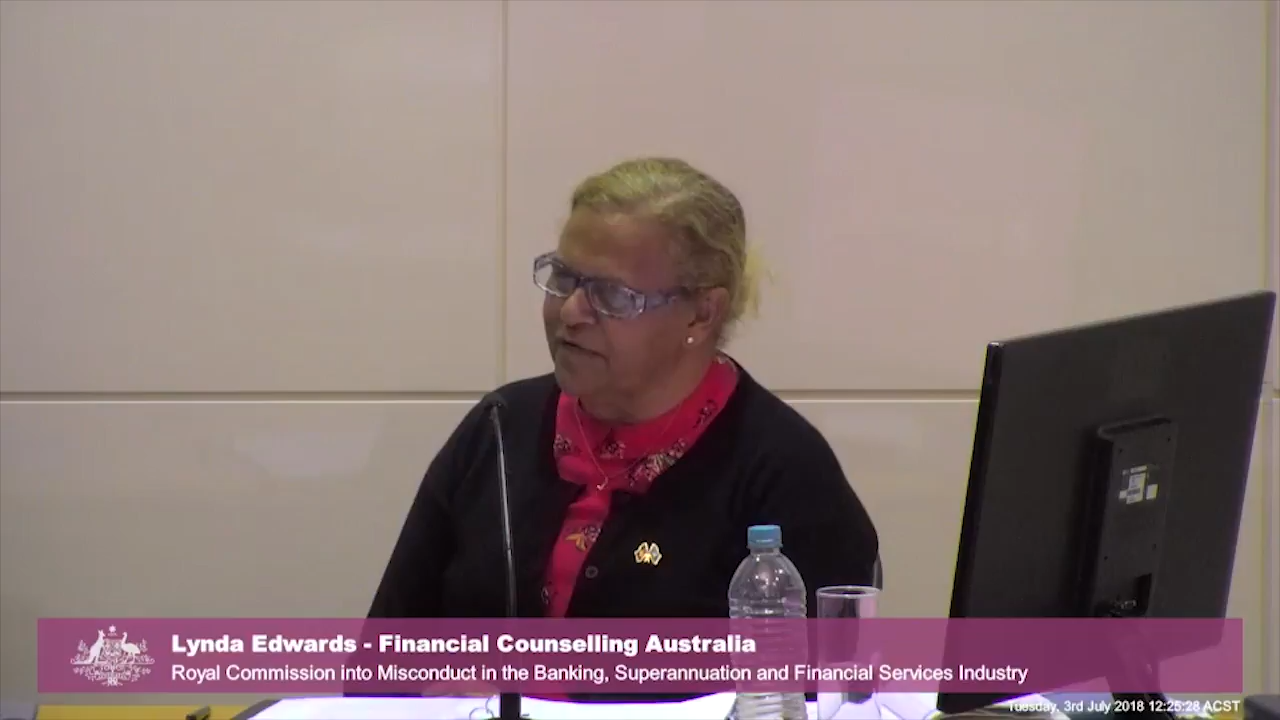 Lynda Edwards - Financial Counselling Australia
Royal Commission into Misconduct in the Banking, Superannuation and Financial Services Industry
Tuesday, 3rd July 2018 12:25:28 ACST